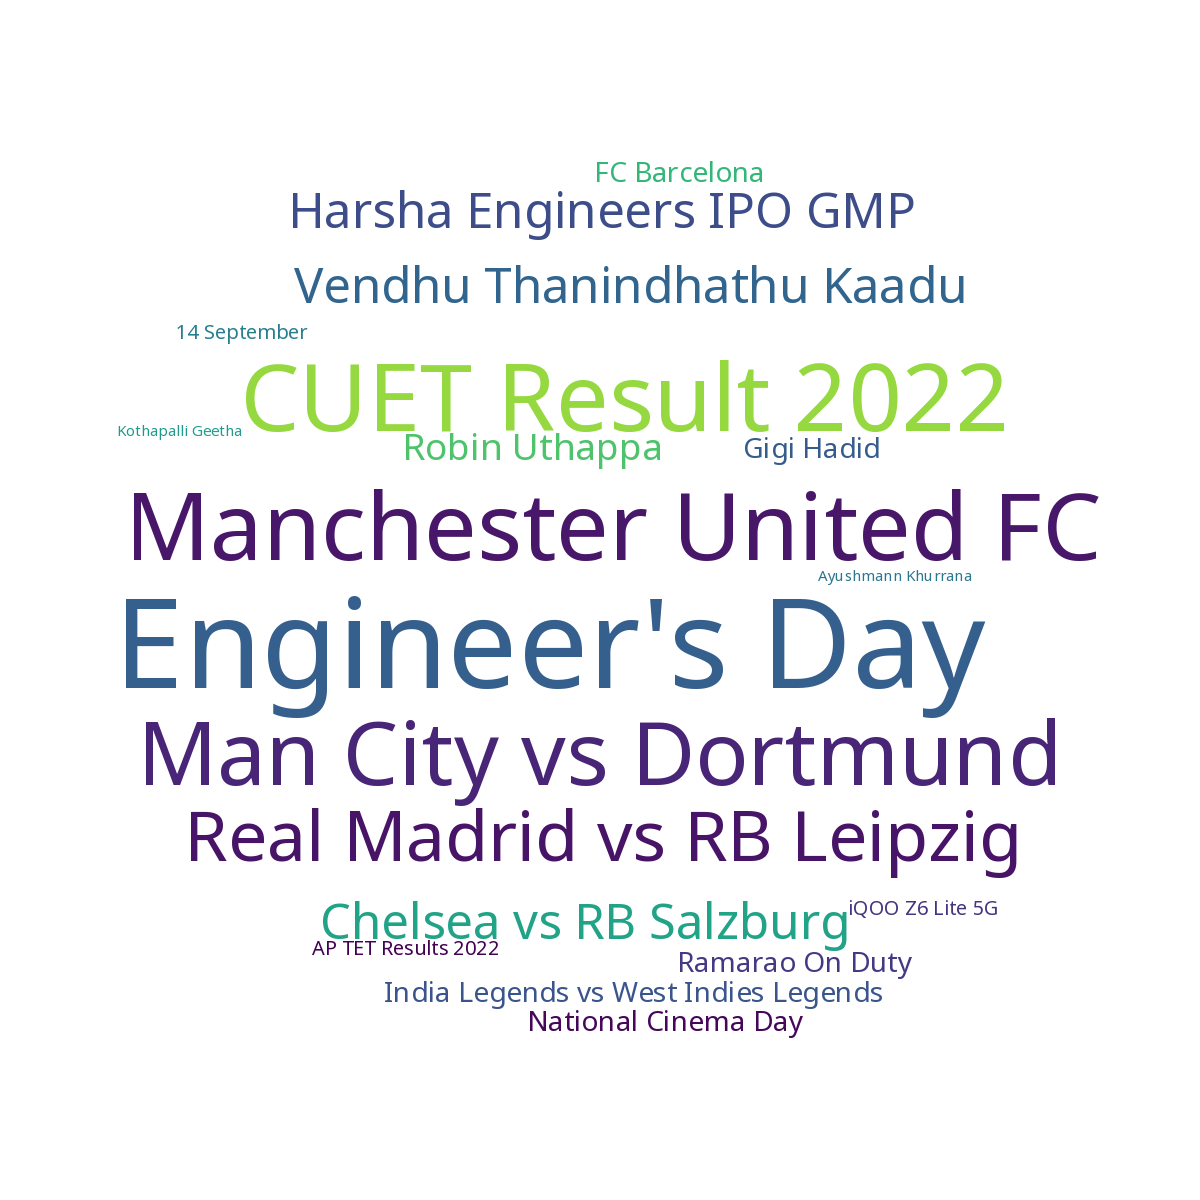 FC Barcelona
Harsha Engineers IPO GMP
Vendhu Thanindhathu Kaadu
14 September
CUET Result 2022
Kothapalli Geetha
Robin Uthappa
Gigi Hadid
Manchester United FC
Ayushmann Khurrana
Engineer's Day
Man City vs Dortmund
Real Madrid vs RB Leipzig
Chelsea vs RB Salzburg
iQOO Z6 Lite 5G
AP TET Results 2022
Ramarao On Duty
India Legends vs West Indies Legends
National Cinema Day